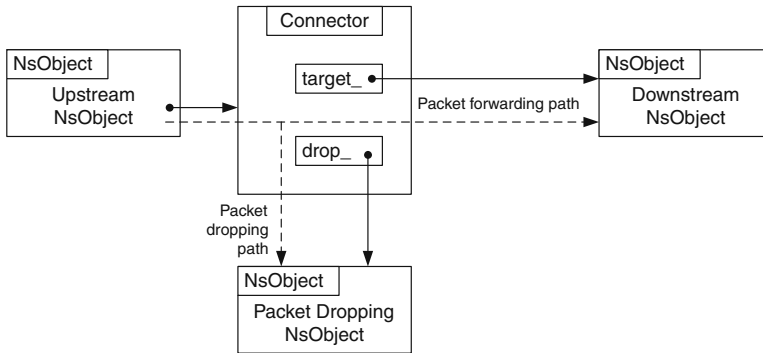 Connector
NsObject
Upstream
NsObject
target_
NsObject
Downstream
NsObject
Packet forwarding path
drop_
Packet
dropping
path
NsObject
Packet Dropping
NsObject